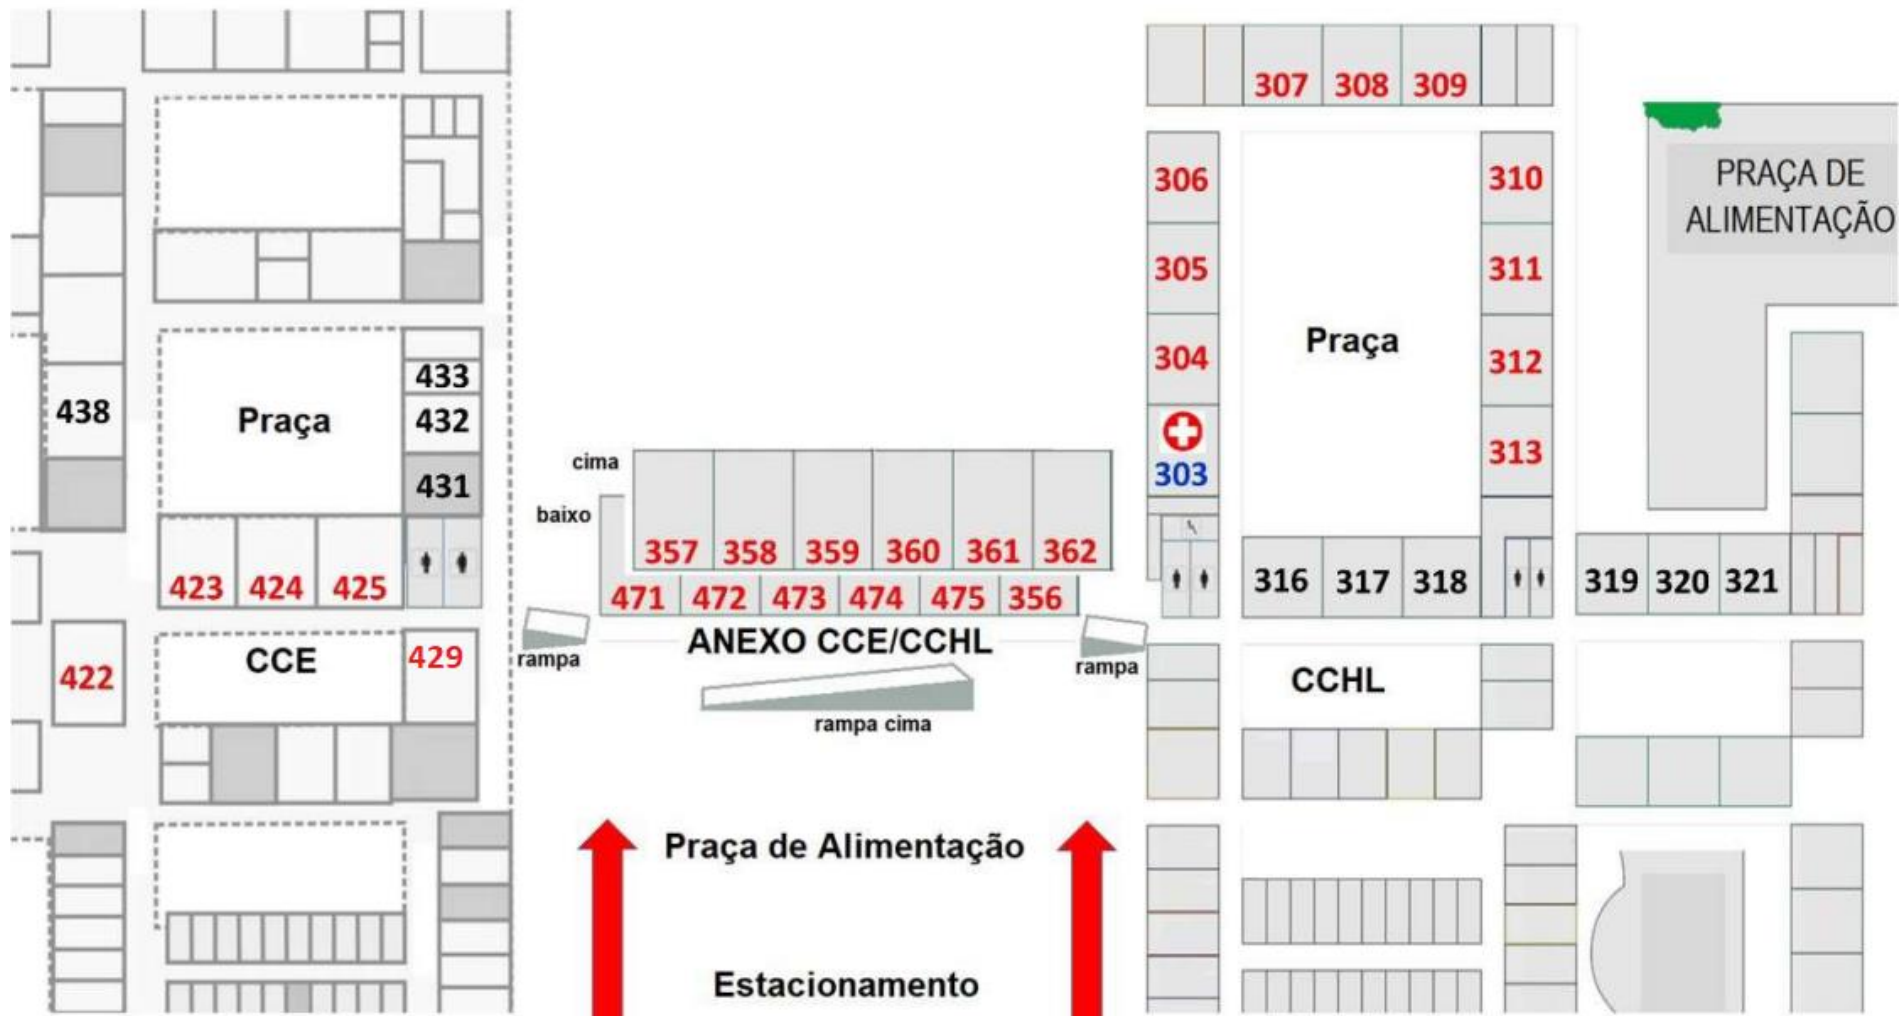 307 308 309
306
305
304
303
310
311
312
313
Praça
PRAÇA DE
ALIMENTAÇÃO
438
Praça
433
432
431
423 424 425
422
CCE
429
cima
baixo
357 358 359 360 361 362
471 472 473 474 475 356
ANEXO CCE/CCHL
rampa
rampa
rampa cima
316 317 318
319 320 321
CCHL
Praça de Alimentação
Estacionamento